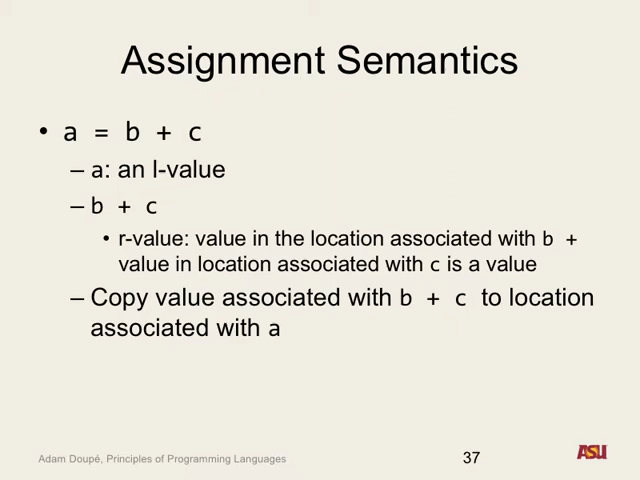 Assignment Semantics
• a = b + c
– a: an l-value
– b + c
• r-value: value in the location associated with b +
value in location associated with c is a value
– Copy value associated with b + c to location
associated with a
Adam Doupé, Principles of Programming Languages
37
ASU